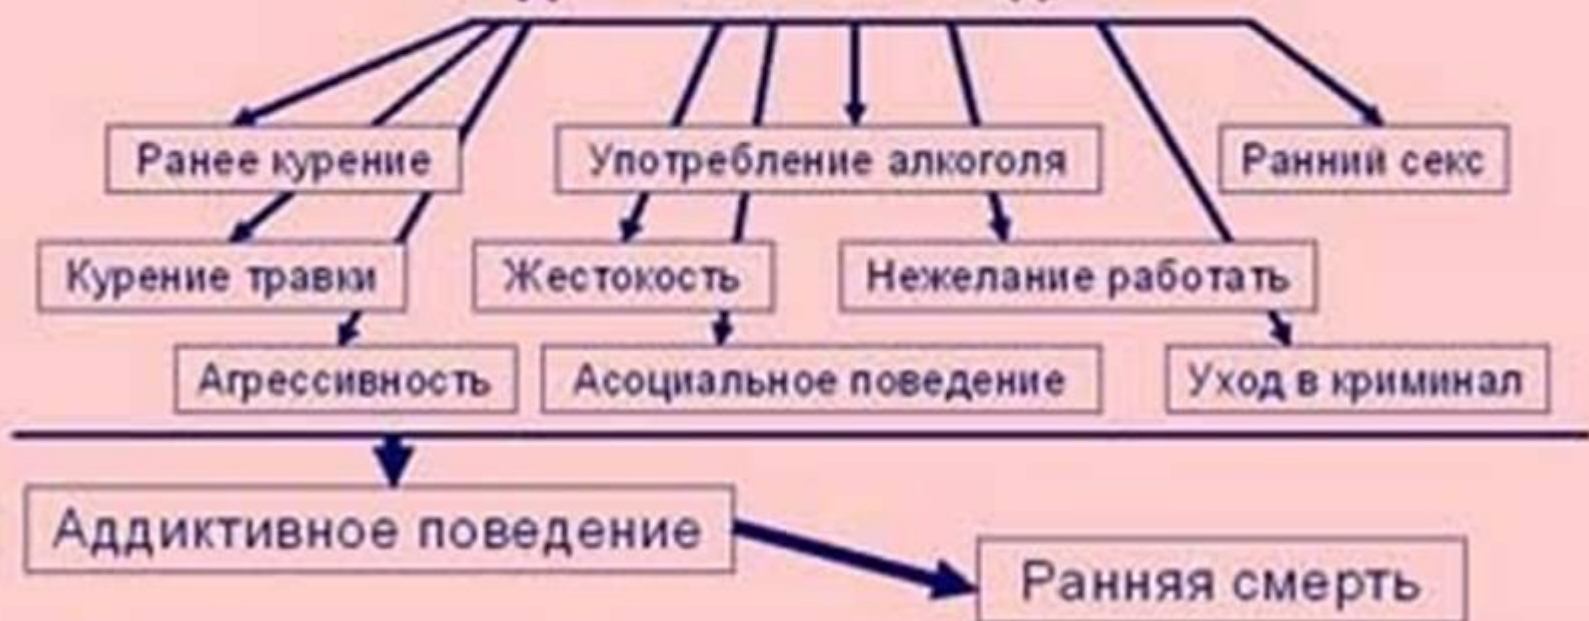 Ранее курение
Употребление алкоголя
Ранний секс
Курение травки
Жестокость
Нежелание работать
Агрессивность
Асоциальное поведение
Уход в криминал
Аддиктивное поведение
Ранняя смерть